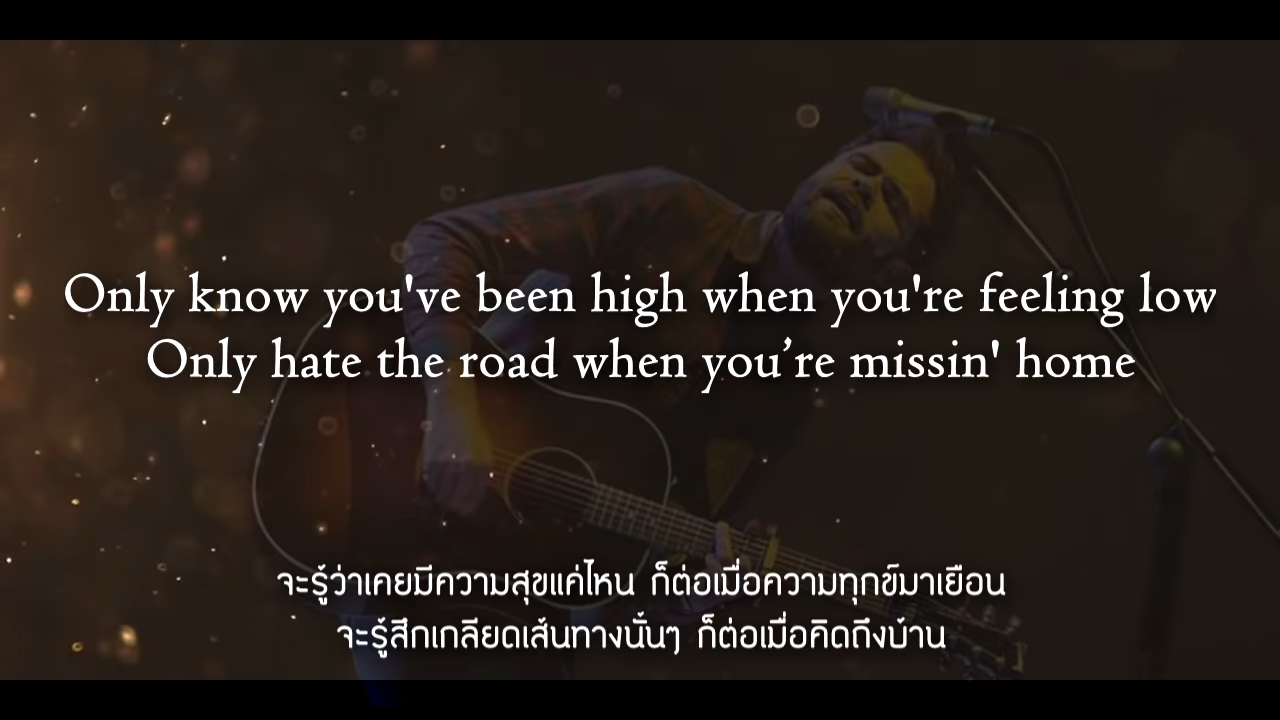 Only know you've been high when you're feeling low
Only hate the road when you’re missin' home
จะรู้ว่าเคยมีความสุขแค่ไหน ก็ต่อเมื่อความทุกข์มาเยือน
จะรู้สึกเกลียดเส้นทางนั้นๆ ก็ต่อเมื่อคิดถึงบ้าน